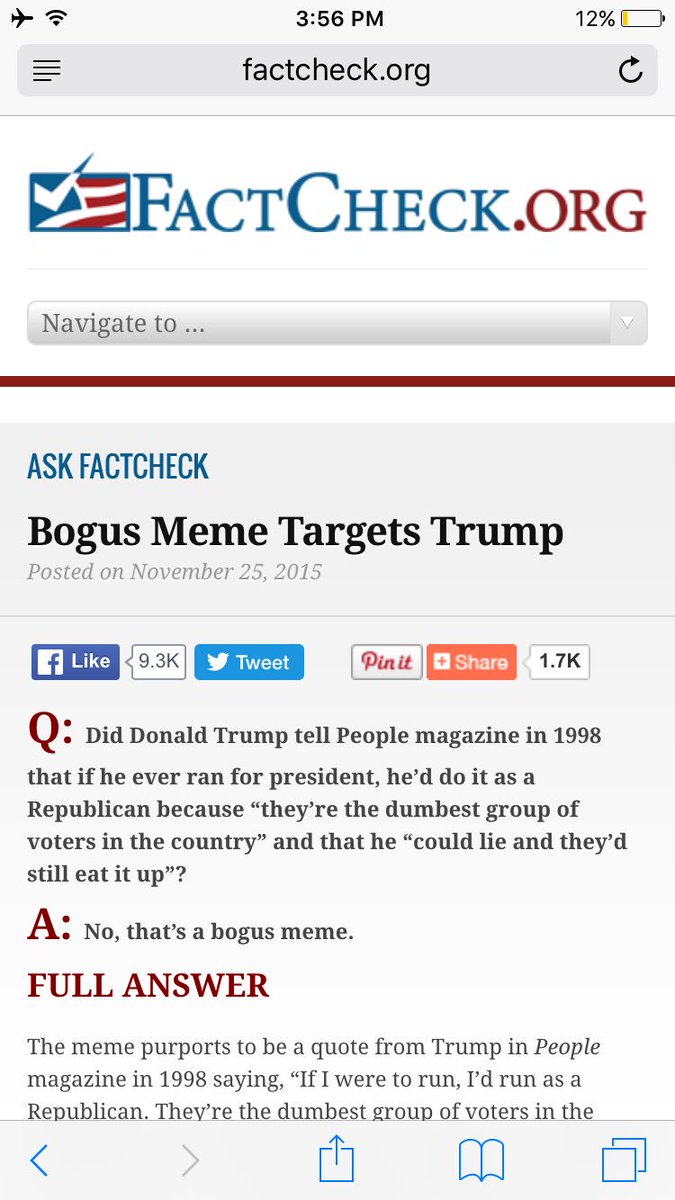 3:56 PM
12%
factcheck.org
FACTCHECK.ORG
Navigate to ...
ASK FACTCHECK
Bogus Meme Targets Trump
Posted on November 25, 2015
Like 9.3K Tweet Pin it Share 1.7K
Q: Did Donald Trump tell People magazine in 1998
that if he ever ran for president, he’d do it as a
Republican because “they’re the dumbest group of
voters in the country” and that he “could lie and they’d
still eat it up”?
A: No, that’s a bogus meme.
FULL ANSWER
The meme purports to be a quote from Trump in People
magazine in 1998 saying, “If I were to run, I’d run as a
Republican. They’re the dumbest group of voters in the